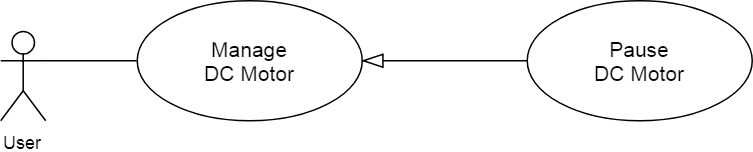 Manage
DC Motor
Pause
DC Motor
User